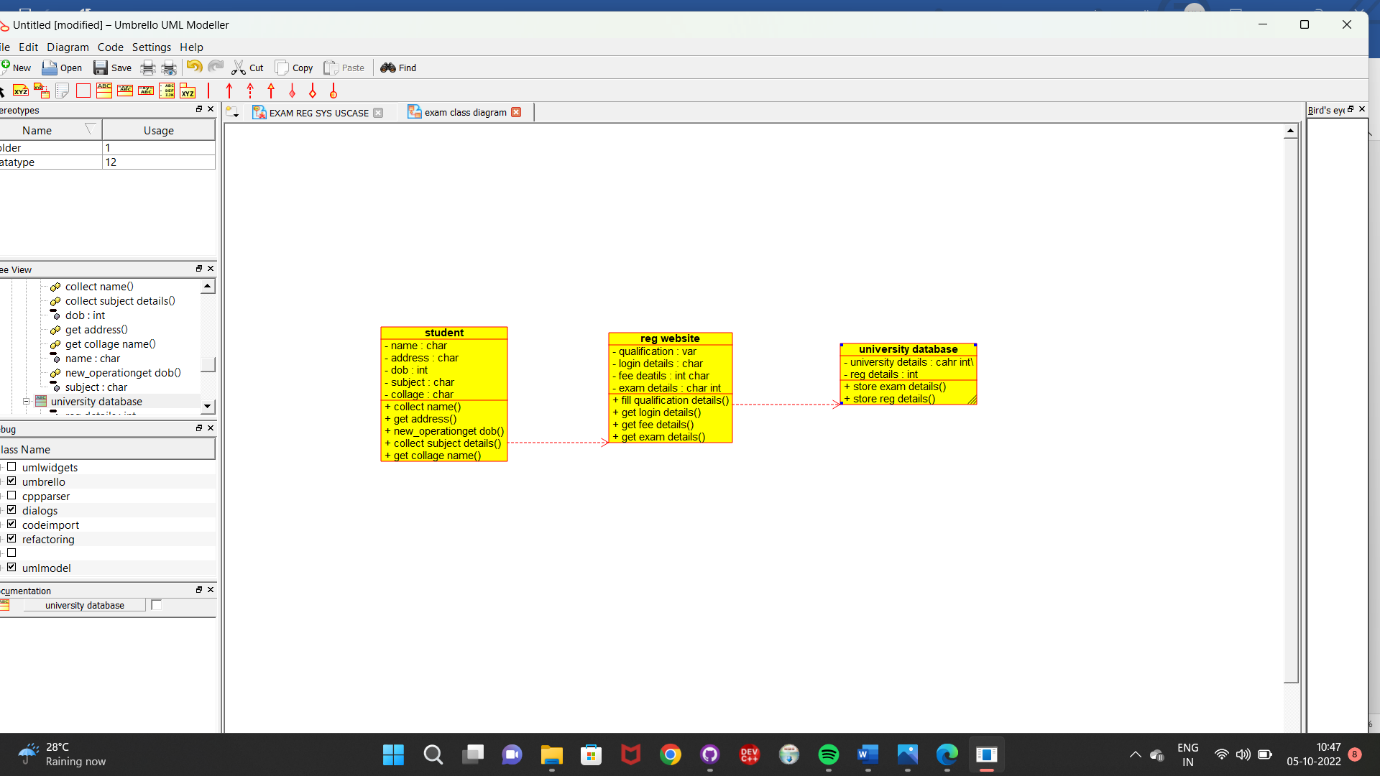 Untitled [modified] – Umbrello UML Modeller
ile Edit Diagram Code Settings Help
New Open Save Cut Copy Paste Find
ereotypes
Name Usage
older 1
atatype 12
EXAM REG SYS USCASE
exam class diagram
Bird's eye
ee View
collect name()
collect subject details()
dob : int
get address()
get collage name()
name : char
new_operationget dob()
subject : char
university database
reg details : int
ebug
lass Name
umlwidgets
umbrello
cppparser
dialogs
codeimport
refactoring
umlmodel
ocumentation
university database
student
- name : char
- address : char
- dob : int
- subject : char
- collage : char
+ collect name()
+ get address()
+ new_operationget dob()
+ collect subject details()
+ get collage name()
reg website
- qualification : var
- login details : char
- fee deatils : int char
- exam details : char int
+ fill qualification details()
+ get login details()
+ get fee details()
+ get exam details()
university database
- university details : cahr int\
- reg details : int
+ store exam details()
+ store reg details()
28°C
Raining now
DEV
C++
ENG
IN
10:47
05-10-2022
8